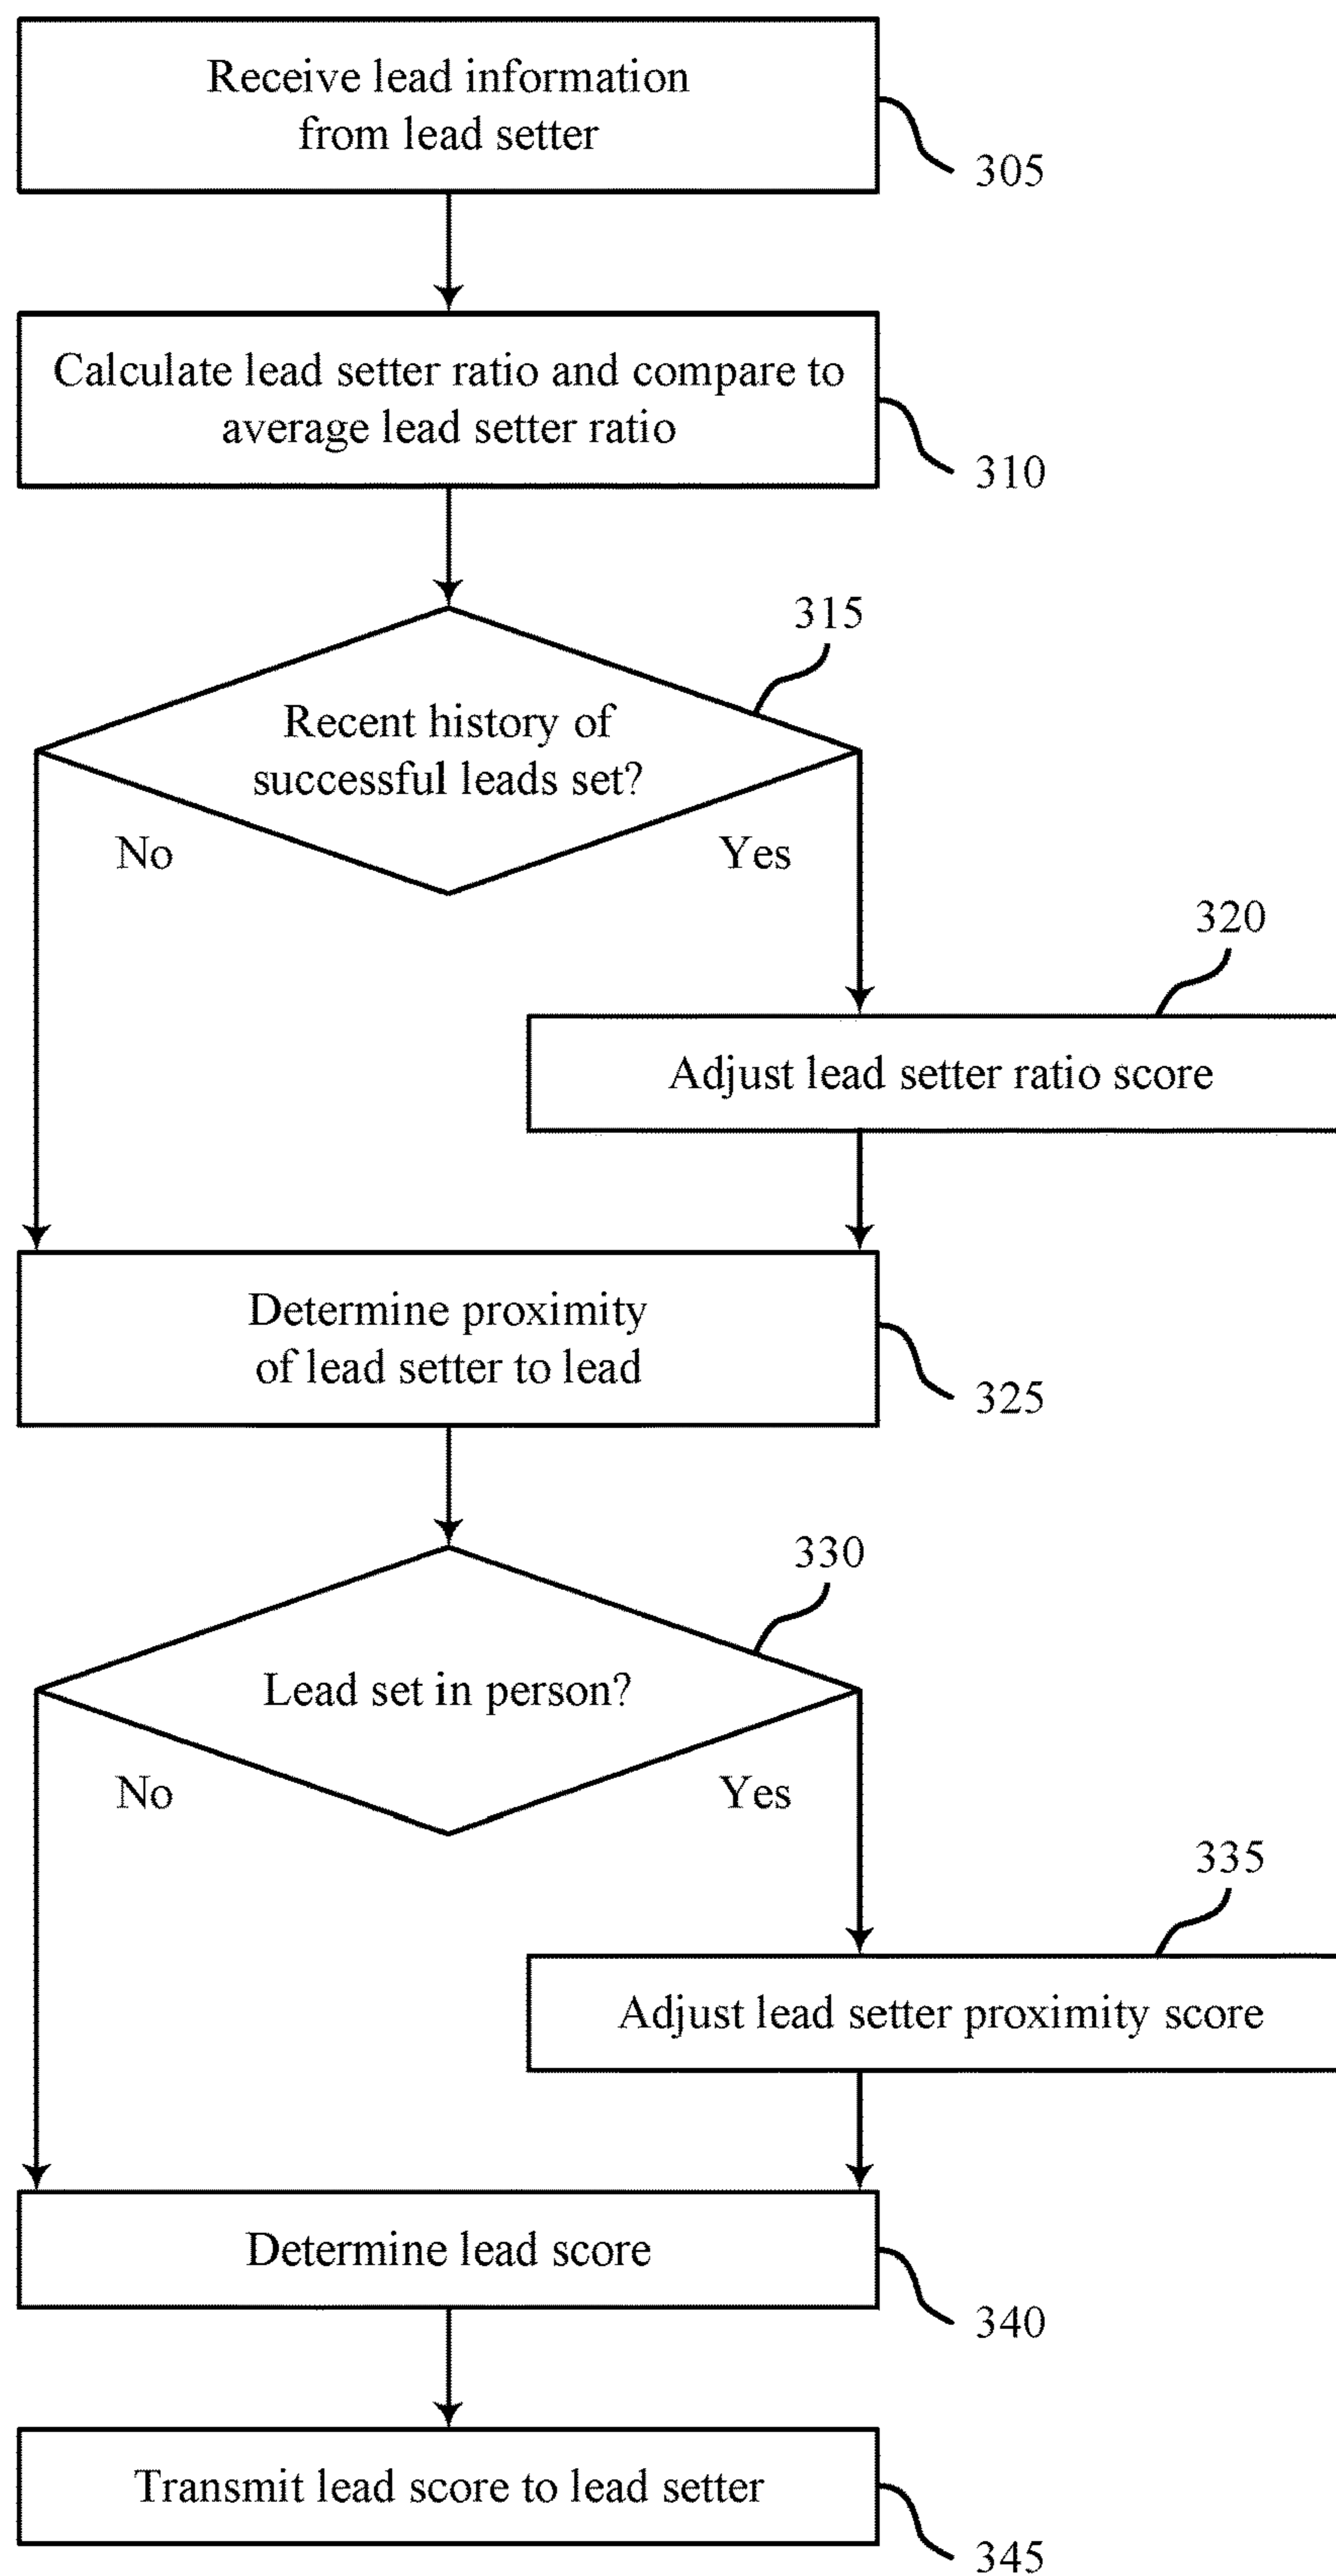 Receive lead information
from lead setter
305
Calculate lead setter ratio and compare to
average lead setter ratio
310
315
Recent history of
successful leads set?
No
Yes
320
Adjust lead setter ratio score
Determine proximity
of lead setter to lead
325
330
Lead set in person?
No
Yes
335
Adjust lead setter proximity score
Determine lead score
340
Transmit lead score to lead setter
345